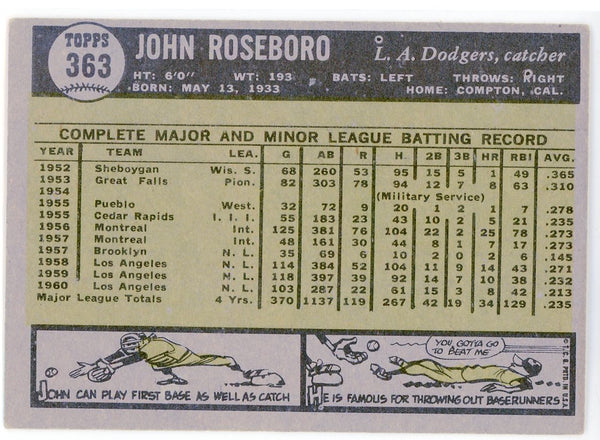 TOPPS
363
JOHN ROSEBORO
L. A. Dodgers, catcher
HT: 6'0" WT: 193 BATS: LEFT THROWS: RIGHT
BORN: MAY 13, 1933 HOME: COMPTON, CAL.
COMPLETE MAJOR AND MINOR LEAGUE BATTING RECORD
YEAR TEAM LEA. G AB R H 2B 3B HR RBI AVG.
1952 Sheboygan Wis. S. 68 260 53 95 15 5 1 49 .365
1953 Great Falls Pion. 82 303 78 94 12 7 8 63 .310
1954 (Military Service)
1955 Pueblo West. 32 72 9 20 1 2 1 7 .278
1955 Cedar Rapids I. I. I. 55 183 23 43 10 2 5 21 .235
1956 Montreal Int. 125 381 76 104 22 2 25 78 .273
1957 Montreal Int. 48 161 30 44 8 1 7 17 .273
1957 Brooklyn N. L. 35 69 6 10 2 0 2 6 .145
1958 Los Angeles N. L. 114 384 52 104 11 9 14 43 .271
1959 Los Angeles N. L. 118 397 39 92 14 7 10 38 .232
1960 Los Angeles N. L. 103 287 22 61 15 3 8 42 .213
Major League Totals 4 Yrs. 370 1137 119 267 42 19 34 129 .235
JOHN CAN PLAY FIRST BASE AS WELL AS CATCH
YOU GOTTA GO
TO BEAT ME
HE IS FAMOUS FOR THROWING OUT BASERUNNERS
© T. C. G. PRTD. IN U.S.A.